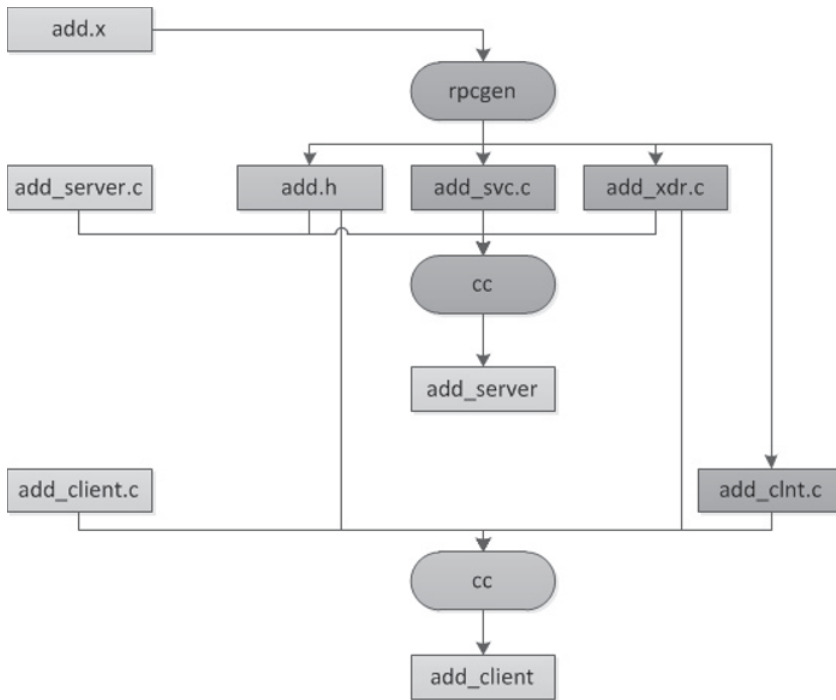 add.x
rpcgen
add_server.c
add.h
add_svc.c
add_xdr.c
cc
add_server
add_client.c
add_clnt.c
cc
add_client